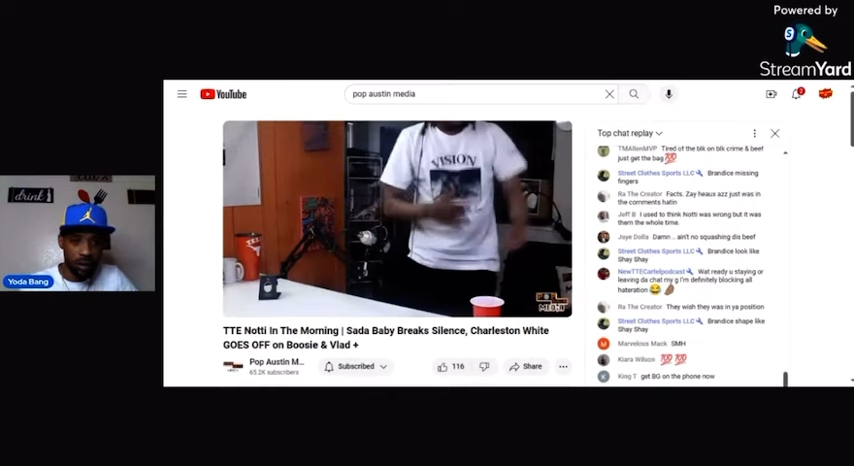 Powered by
StreamYard
YouTube
pop austin media
2
Top chat replay
VISION
TMAllenMVP Tired of the blk on blk crime & beef
just get the bag 💯
Street Clothes Sports LLC Brandice missing
fingers
Ra The Creator Facts. Zay heaux azz just was in
the comments hatin
Jeff B I used to think Notti was wrong but it was
them the whole time.
Jaye Dolla Damn .. ain't no squashing dis beef
Street Clothes Sports LLC Brandice look like
Shay Shay
NewTTECartelpodcast Wat ready u staying or
leaving da chat my g I'm definitely blocking all
hateration 😂
Ra The Creator They wish they was in ya position
Street Clothes Sports LLC Brandice shape like
Shay Shay
M Marvelous Mack SMH
Kiara Wilson 💯 💯
K King T get BG on the phone now
drink
Yoda Bang
POP
MEDIA
TTE Notti In The Morning | Sada Baby Breaks Silence, Charleston White
GOES OFF on Boosie & Vlad +
Pop Austin M...
65.2K subscribers
Subscribed
116
Share